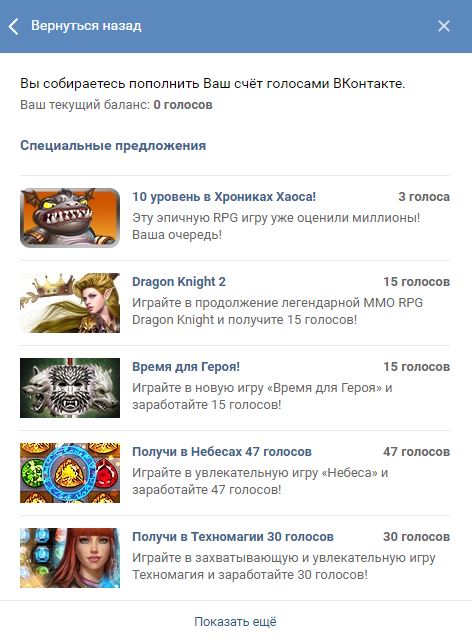 Вернуться назад
Вы собираетесь пополнить Ваш счёт голосами ВКонтакте.
Ваш текущий баланс: 0 голосов
Специальные предложения
10 уровень в Хрониках Хаоса! 3 голоса
Эту эпичную RPG игру уже оценили миллионы!
Ваша очередь!
Dragon Knight 2 15 голосов
Играйте в продолжение легендарной MMO RPG
Dragon Knight и получите 15 голосов!
Время для Героя! 15 голосов
Играйте в новую игру «Время для Героя» и
заработайте 15 голосов!
Получи в Небесах 47 голосов 47 голосов
Играйте в увлекательную игру «Небеса» и
заработайте 47 голосов!
Получи в Техномагии 30 голосов 30 голосов
Играйте в захватывающую и увлекательную игру
Техномагия и заработайте 30 голосов!
Показать ещё